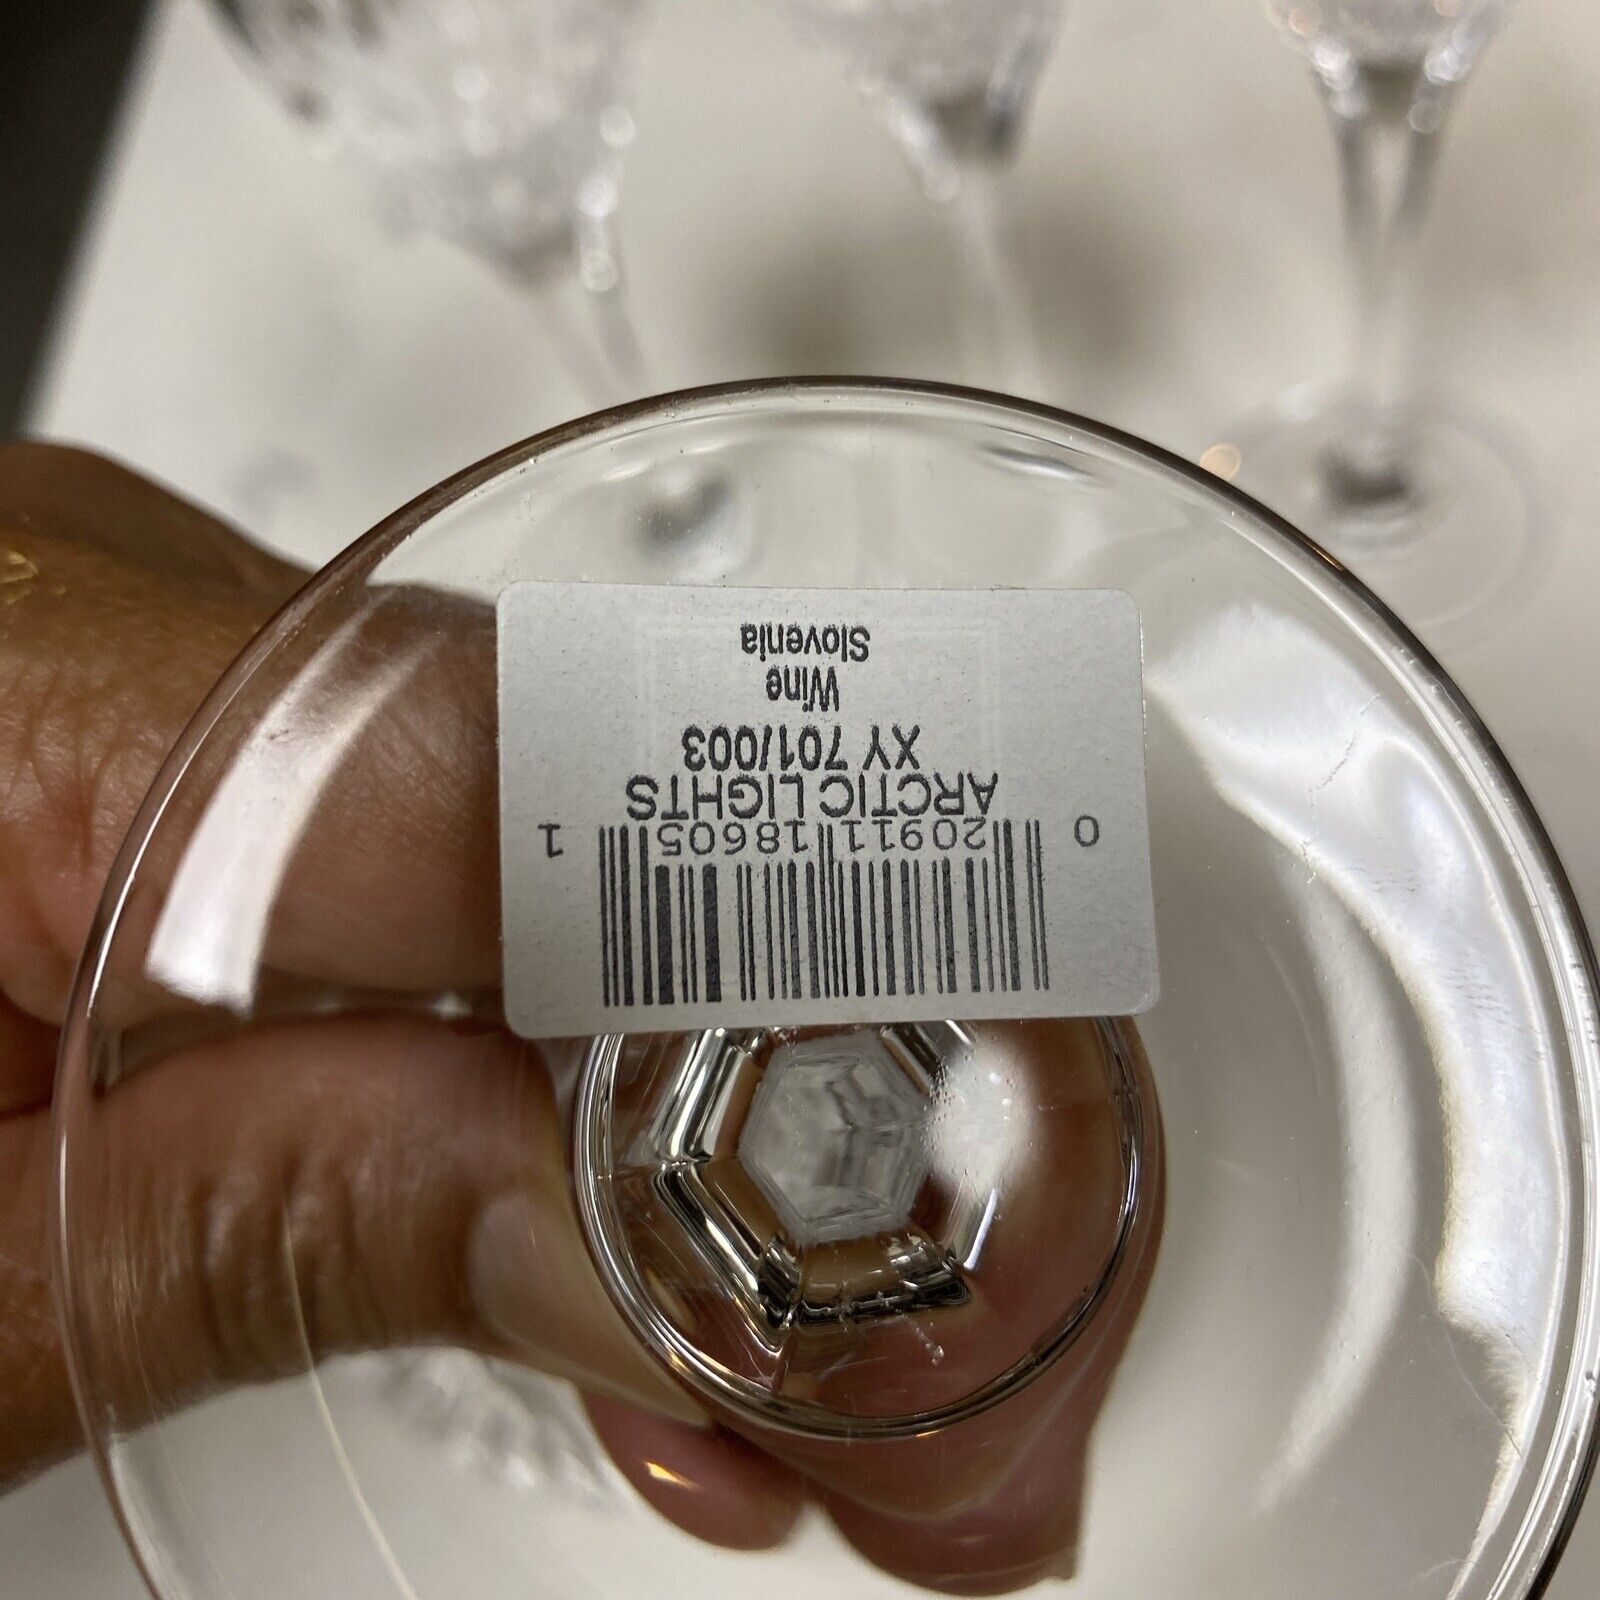 0 20911 18605 1
ARCTIC LIGHTS
XY 701/003
Wine
Slovenia